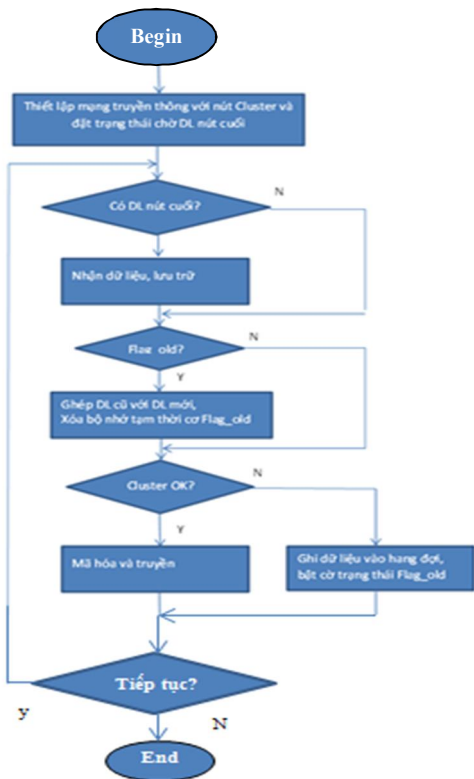 Begin
Thiết lập mạng truyền thông với nút Cluster và
đặt trạng thái chờ DL nút cuối
N
Có DL nút cuối?
Nhận dữ liệu, lưu trữ
N
Flag_old?
Y
Ghép DL cũ với DL mới,
Xóa bộ nhớ tạm thời cơ Flag_old
N
Cluster OK?
Y
Mã hóa và truyền
Ghi dữ liệu vào hang đợi,
bật cờ trạng thái Flag_old
Tiếp tục?
y
N
End